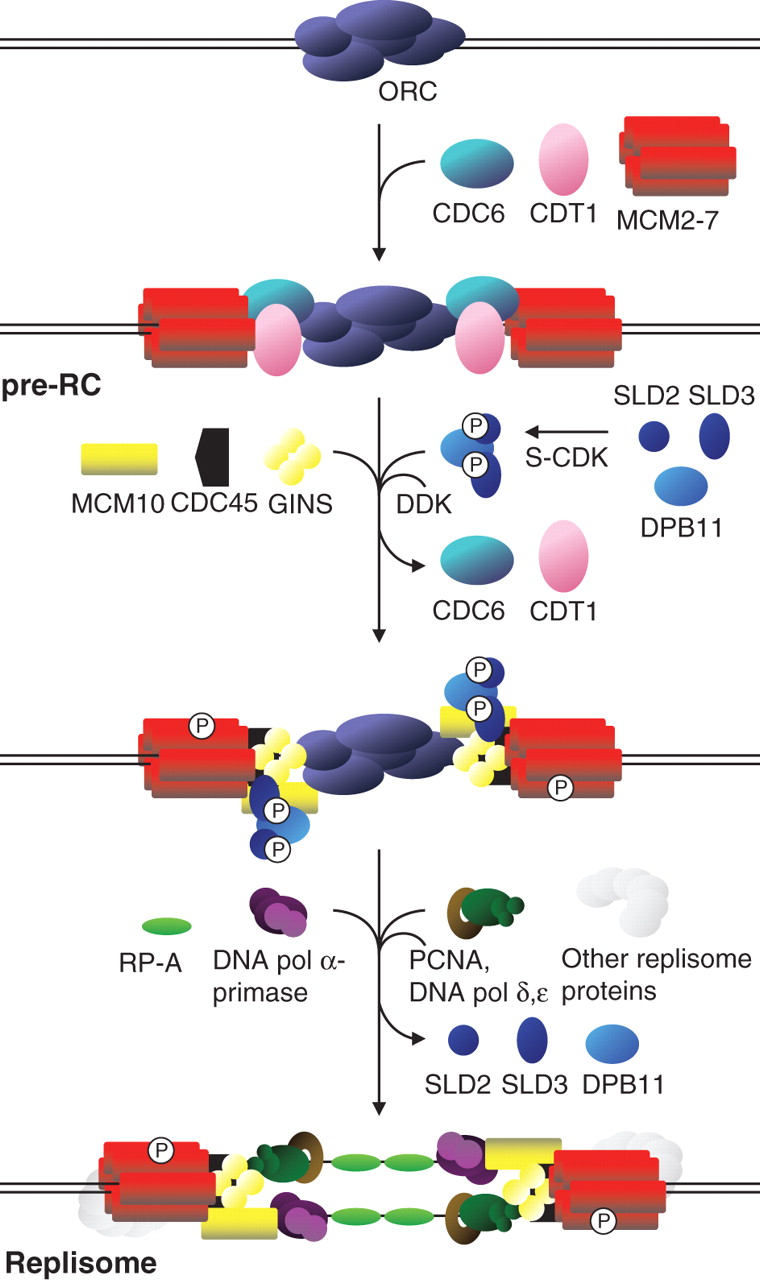 ORC
CDC6 CDT1 MCM2-7
pre-RC
SLD2 SLD3
P
P
S-CDK
MCM10 CDC45 GINS DDK
DPB11
CDC6 CDT1
P
P
P
P
P
P
RP-A DNA pol α-
primase
PCNA,
DNA pol δ,ε
Other replisome
proteins
SLD2 SLD3 DPB11
P
P
Replisome